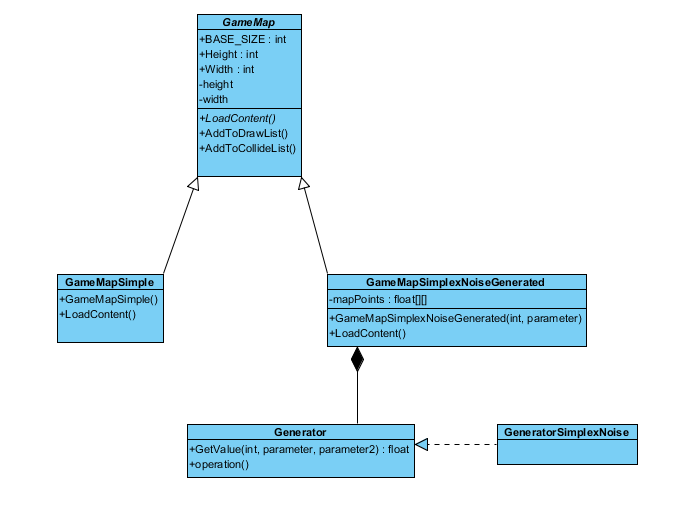 GameMap
+BASE_SIZE : int
+Height : int
+Width : int
-height
-width
+LoadContent()
+AddToDrawList()
+AddToCollideList()
GameMapSimple
+GameMapSimple()
+LoadContent()
GameMapSimplexNoiseGenerated
-mapPoints : float[][]
+GameMapSimplexNoiseGenerated(int, parameter)
+LoadContent()
Generator
+GetValue(int, parameter, parameter2) : float
+operation()
GeneratorSimplexNoise